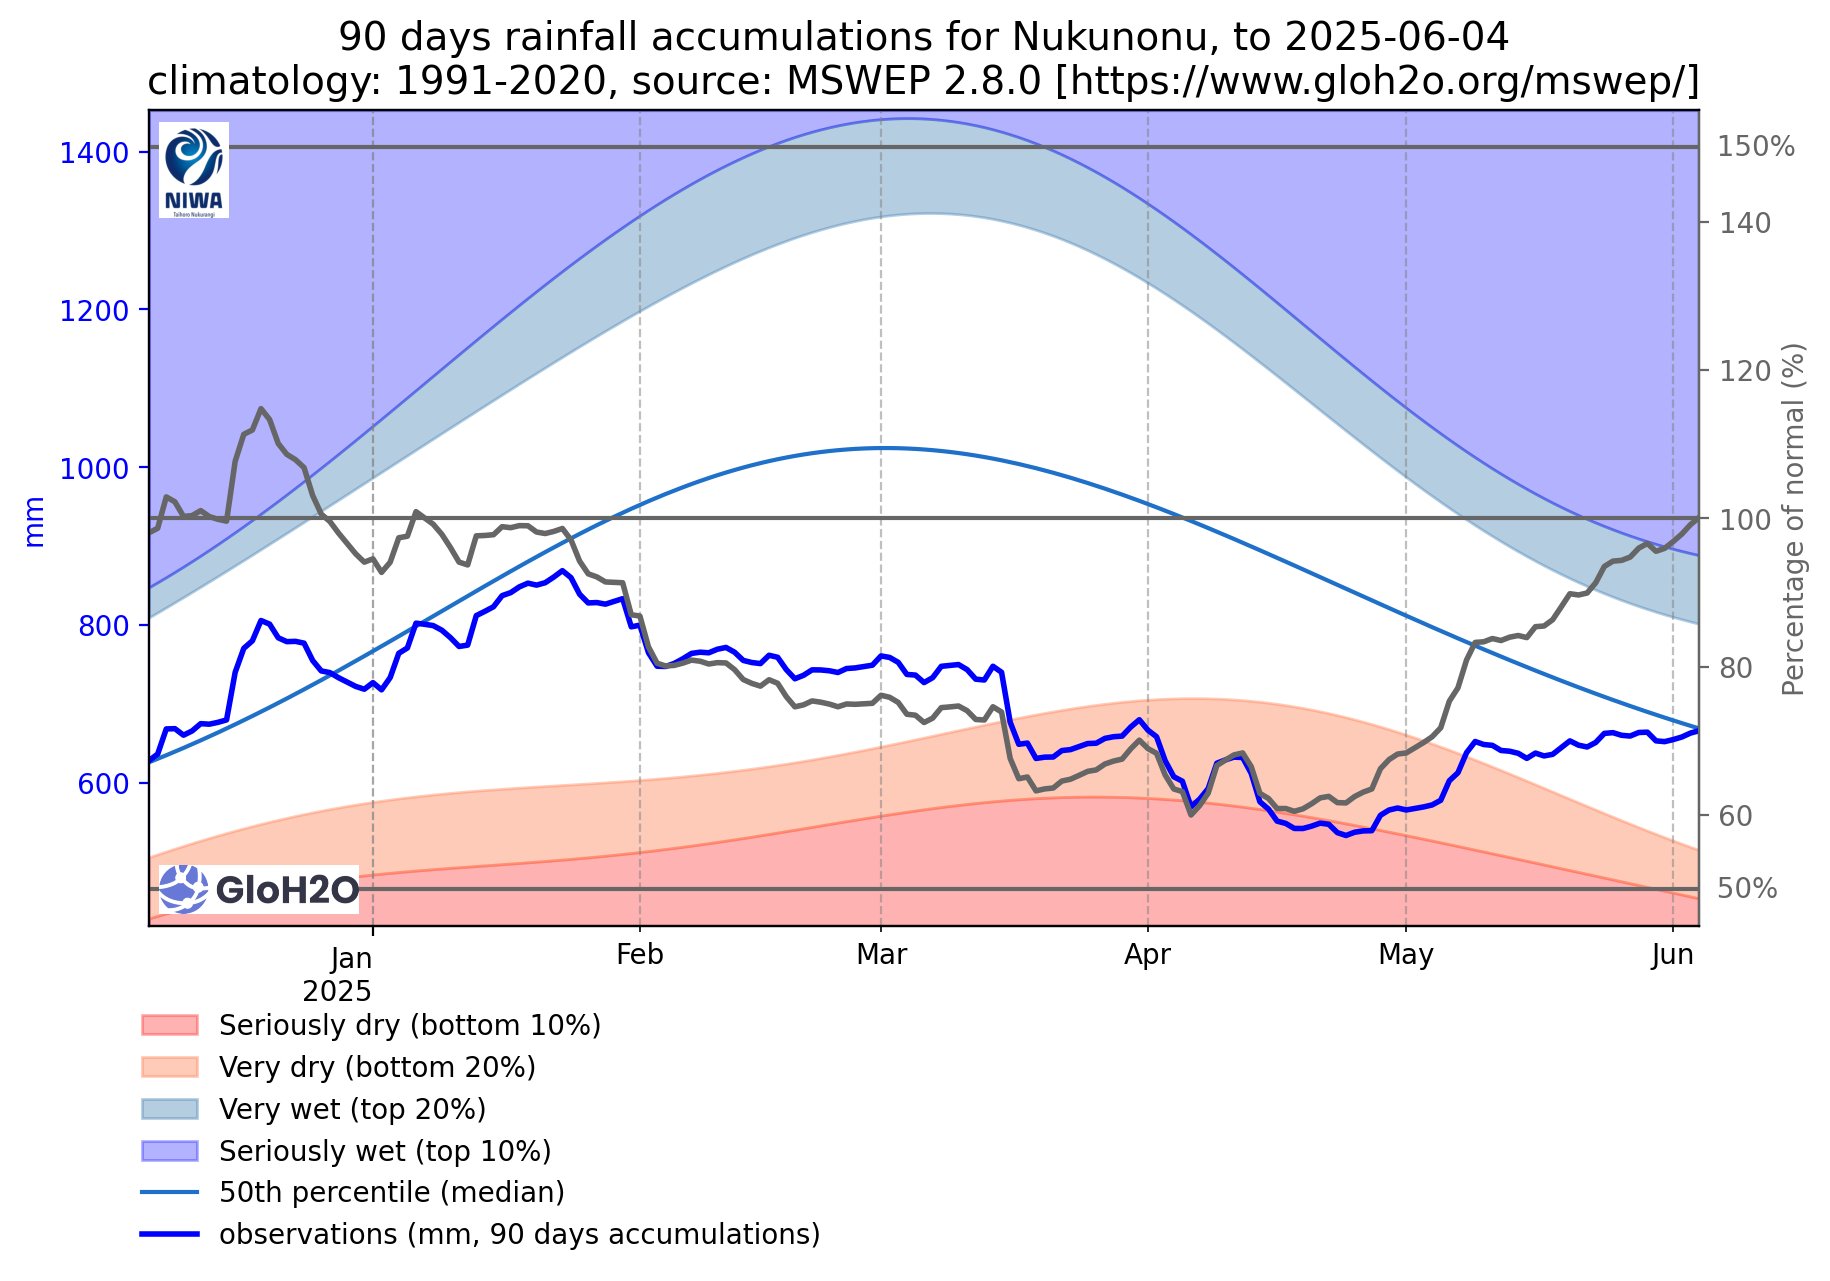 90 days rainfall accumulations for Nukunonu, to 2025-06-04
climatology: 1991-2020, source: MSWEP 2.8.0 [https://www.gloh2o.org/mswep/]
NIWA
Taihoro Nukurangi
1400
1200
1000
800
600
mm
150%
140
120
100
80
60
50%
Percentage of normal (%)
GloH2O
Jan
2025
Feb
Mar
Apr
May
Jun
Seriously dry (bottom 10%)
Very dry (bottom 20%)
Very wet (top 20%)
Seriously wet (top 10%)
50th percentile (median)
observations (mm, 90 days accumulations)